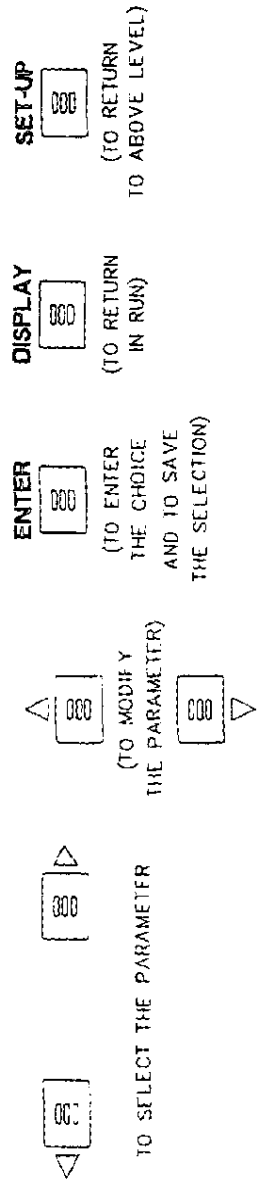 TO SELECT THE PARAMETER
(TO MODIFY
THE PARAMETER)
ENTER
(TO ENTER
THE CHOICE
AND TO SAVE
THE SELECTION)
DISPLAY
(TO RETURN
IN RUN)
SET-UP
(TO RETURN
TO ABOVE LEVEL)